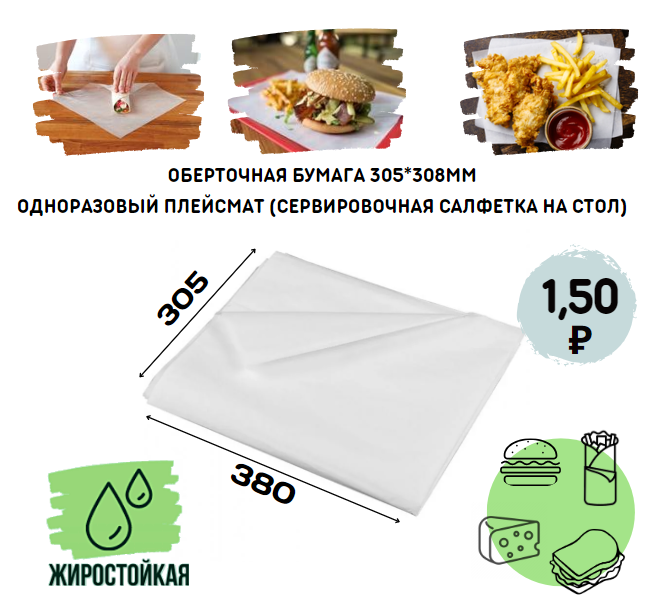 ОБЕРТОЧНАЯ БУМАГА 305*308ММ
ОДНОРАЗОВЫЙ ПЛЕЙСМАТ (СЕРВИРОВОЧНАЯ САЛФЕТКА НА СТОЛ)
305
1,50
₽
380
ЖИРОСТОЙКАЯ